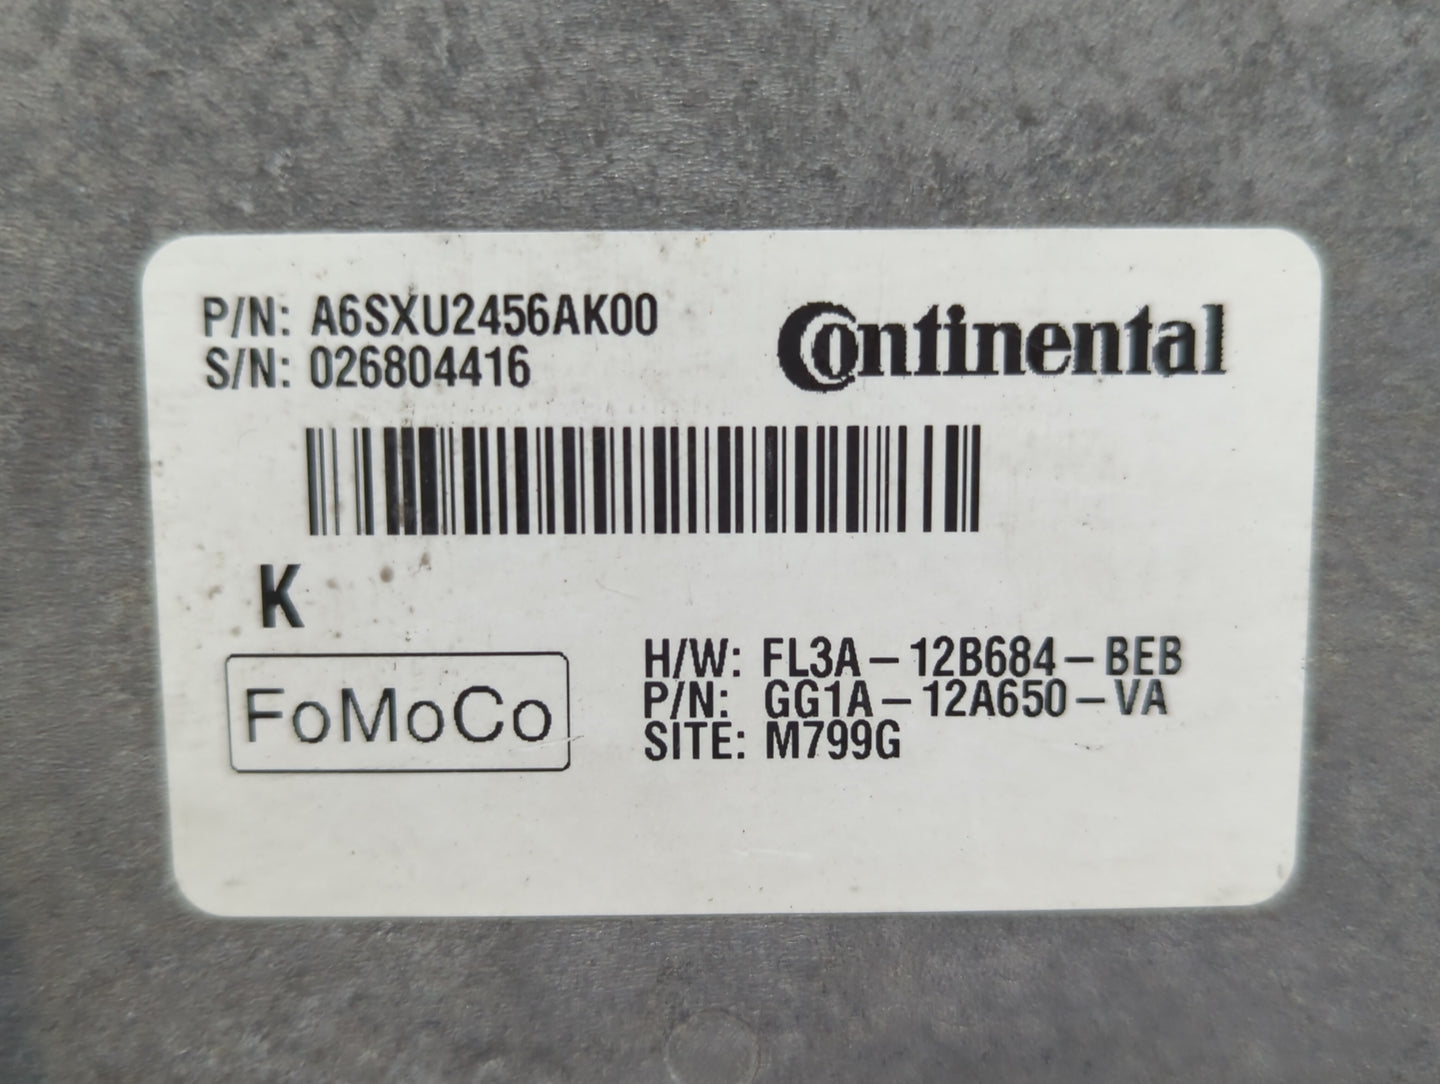 P/N: A6SXU2456AK00
S/N: 026804416
Continental
K
FoMoCo
H/W: FL3A-12B684-BEB
P/N: GG1A-12A650-VA
SITE: M799G